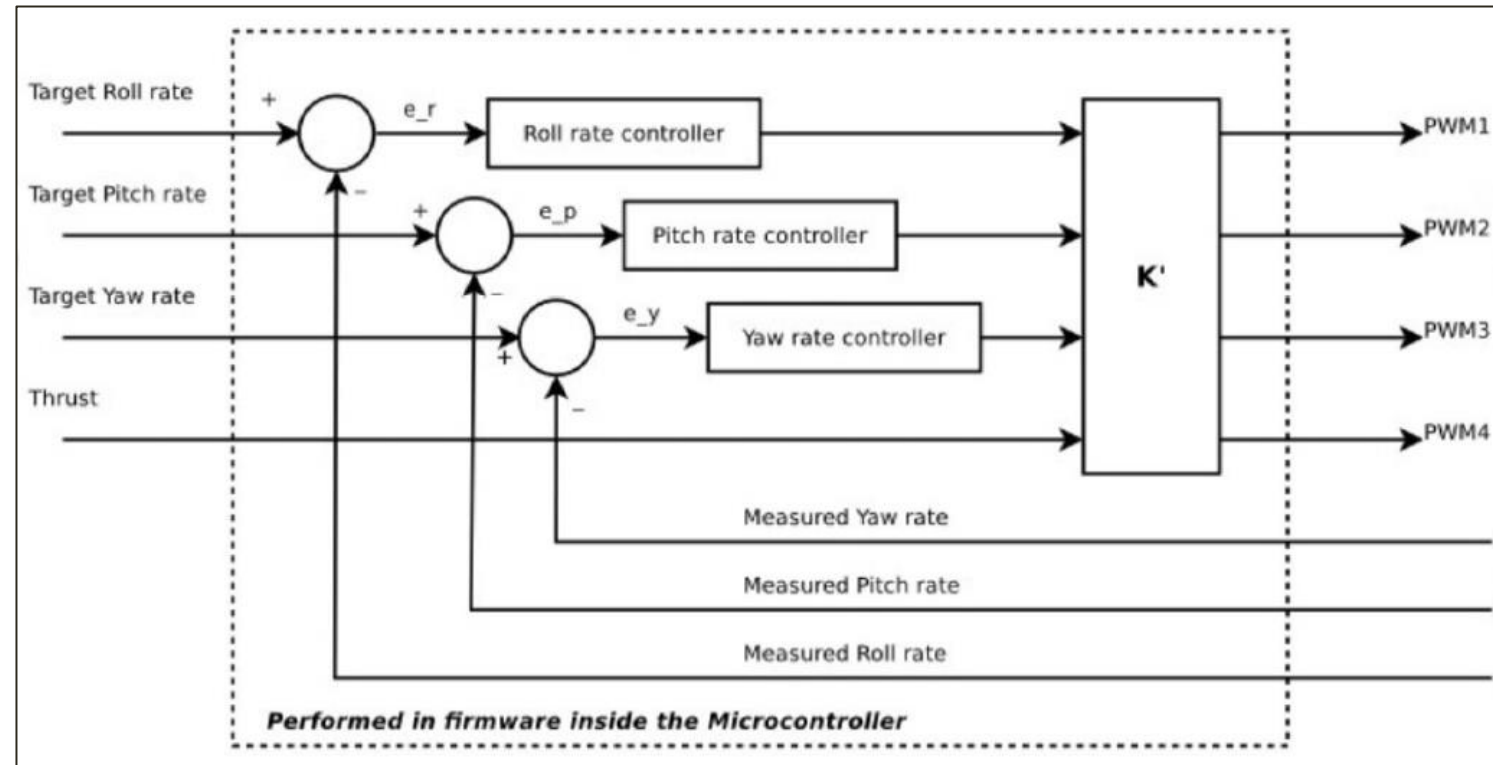 Target Roll rate
+
e_r
Roll rate controller
PWM1
−
Target Pitch rate
+
e_p
Pitch rate controller
PWM2
K'
−
Target Yaw rate
+
e_y
Yaw rate controller
PWM3
−
Thrust
PWM4
Measured Yaw rate
Measured Pitch rate
Measured Roll rate
Performed in firmware inside the Microcontroller